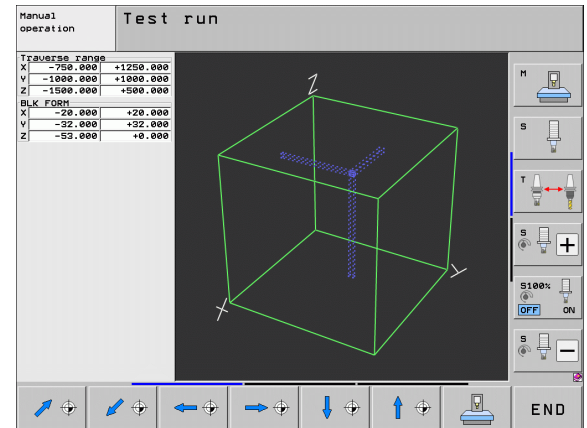 Manual
operation
Test run
Traverse range
X -750.000 +1250.000
Y -1000.000 +1000.000
Z -1500.000 +500.000
BLK FORM
X -20.000 +20.000
Y -32.000 +32.000
Z -53.000 +0.000
Z
X
Y
M
S
T
S
S100%
OFF ON
S
END